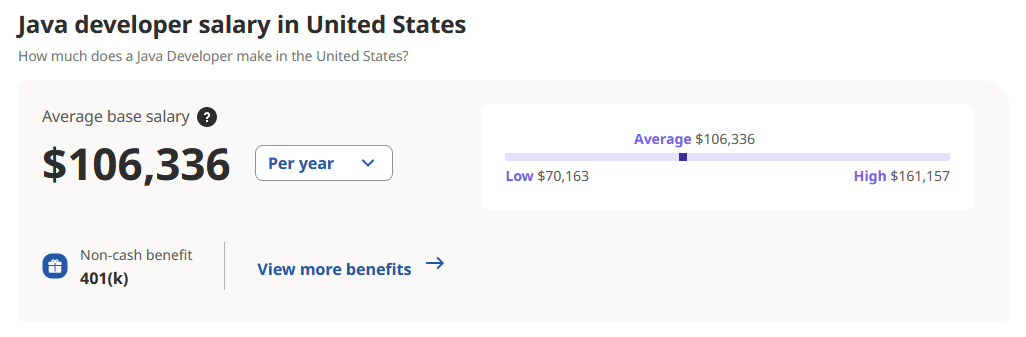 Java developer salary in United States
How much does a Java Developer make in the United States?
Average base salary ?
$106,336
Per year
Average $106,336
Low $70,163
High $161,157
Non-cash benefit
401(k)
View more benefits →